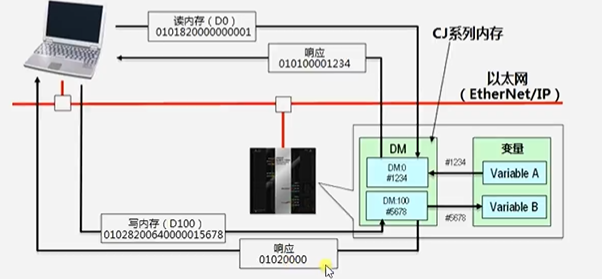 读内存（D0）
0101820000000001
响应
010100001234
CJ系列内存
以太网
（EtherNet/IP）
DM
变量
DM:0
#1234
#1234
Variable A
DM:100
#5678
#5678
Variable B
写内存（D100）
01028200640000015678
响应
01020000